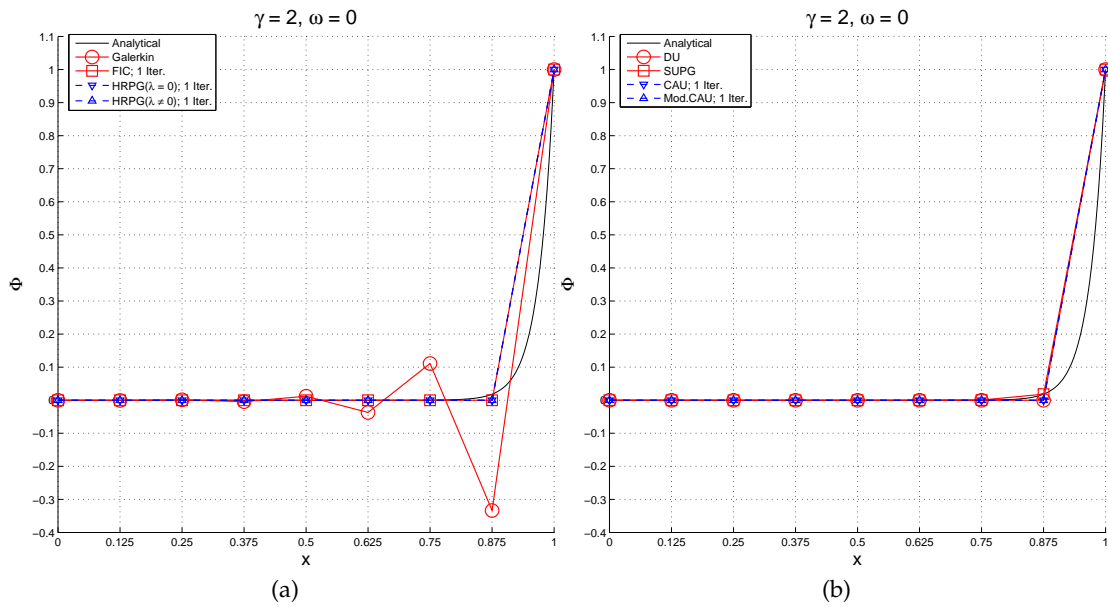 γ = 2, ω = 0
1.1
1
0.9
0.8
0.7
0.6
0.5
0.4
0.3
0.2
0.1
0
−0.1
−0.2
−0.3
−0.4
Φ
Analytical
Galerkin
FIC; 1 Iter.
HRPG(λ = 0); 1 Iter.
HRPG(λ ≠ 0); 1 Iter.
0 0.125 0.25 0.375 0.5 0.625 0.75 0.875 1
x
(a)
γ = 2, ω = 0
1.1
1
0.9
0.8
0.7
0.6
0.5
0.4
0.3
0.2
0.1
0
−0.1
−0.2
−0.3
−0.4
Φ
Analytical
DU
SUPG
CAU; 1 Iter.
Mod.CAU; 1 Iter.
0 0.125 0.25 0.375 0.5 0.625 0.75 0.875 1
x
(b)